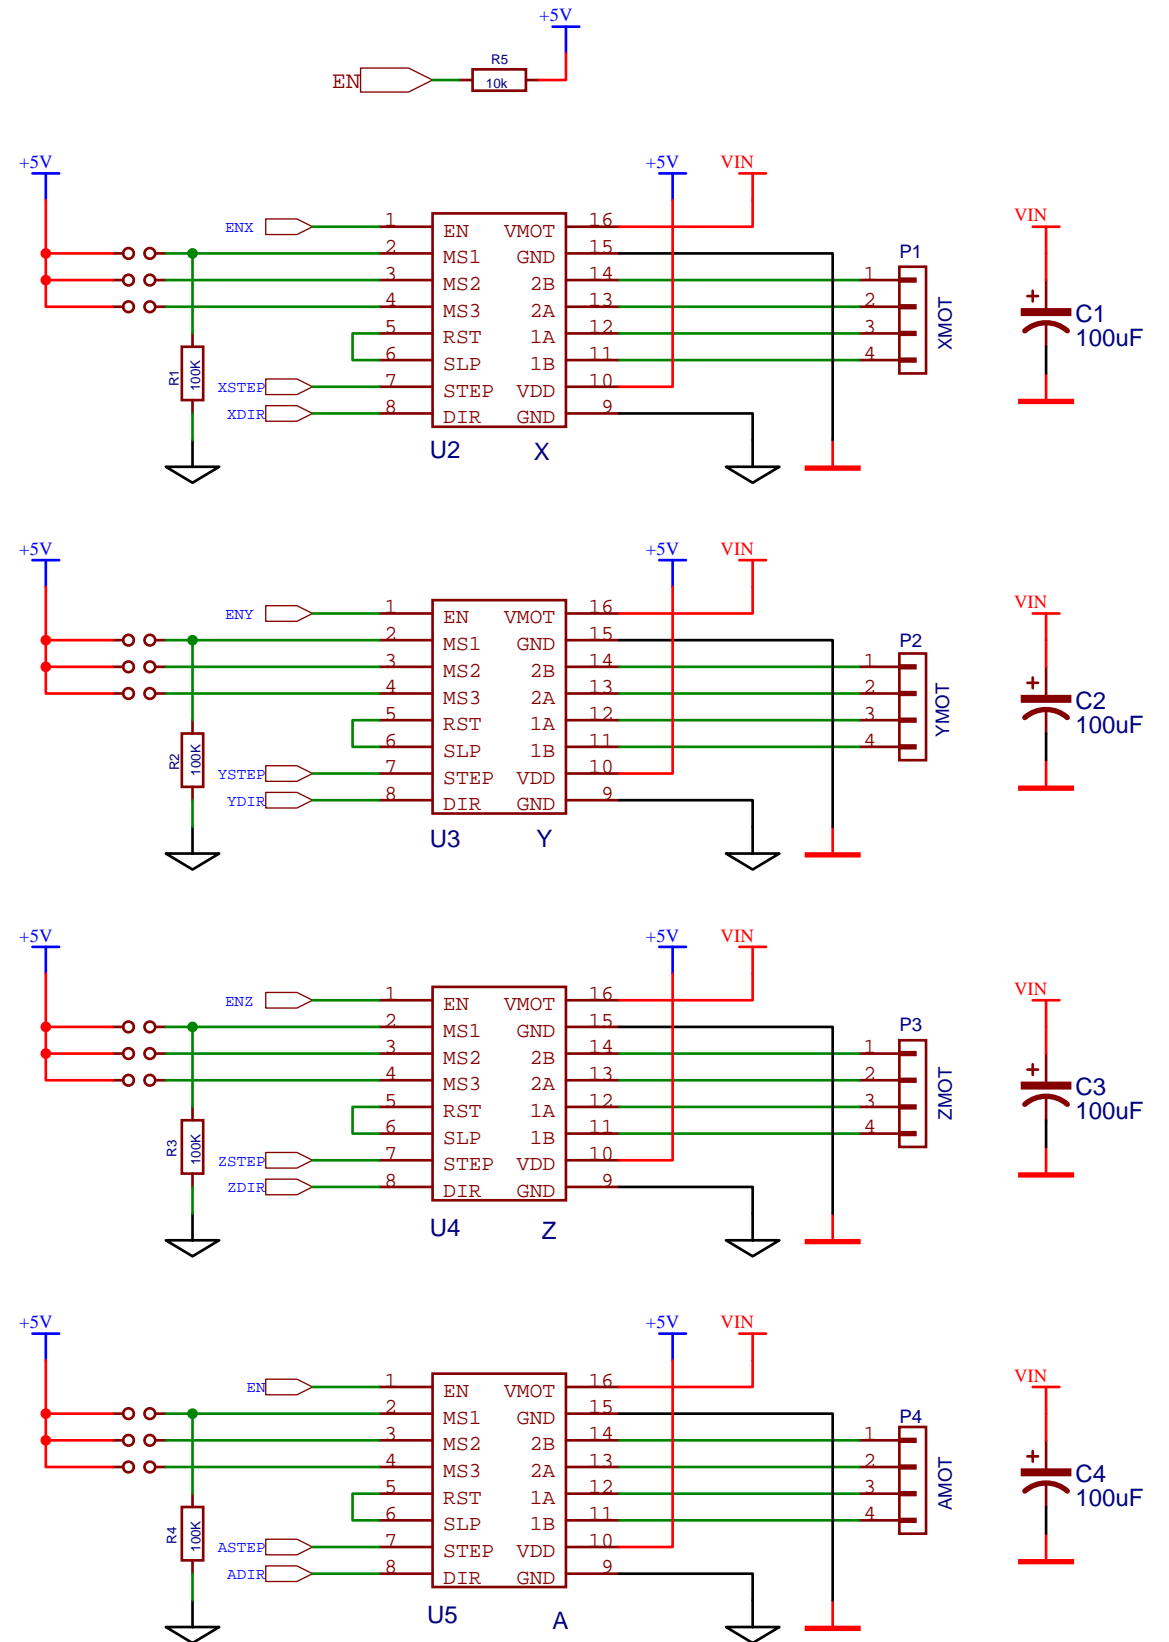 +5V
R5
EN 10k
+5V +5V VIN
VIN
ENX 1 EN VMOT 16
2 MS1 GND 15 P1
3 MS2 2B 14 1
4 MS3 2A 13 2
5 RST 1A 12 3
6 SLP 1B 11 4
XMOT
+ C1
100uF
R1 100K
XSTEP 7 STEP VDD 10
XDIR 8 DIR GND 9
U2 X
+5V +5V VIN
VIN
ENY 1 EN VMOT 16
2 MS1 GND 15 P2
3 MS2 2B 14 1
4 MS3 2A 13 2
5 RST 1A 12 3
6 SLP 1B 11 4
YMOT
+ C2
100uF
R2 100K
YSTEP 7 STEP VDD 10
YDIR 8 DIR GND 9
U3 Y
+5V +5V VIN
VIN
ENZ 1 EN VMOT 16
2 MS1 GND 15 P3
3 MS2 2B 14 1
4 MS3 2A 13 2
5 RST 1A 12 3
6 SLP 1B 11 4
ZMOT
+ C3
100uF
R3 100K
ZSTEP 7 STEP VDD 10
ZDIR 8 DIR GND 9
U4 Z
+5V +5V VIN
VIN
EN 1 EN VMOT 16
2 MS1 GND 15 P4
3 MS2 2B 14 1
4 MS3 2A 13 2
5 RST 1A 12 3
6 SLP 1B 11 4
AMOT
+ C4
100uF
R4 100K
ASTEP 7 STEP VDD 10
ADIR 8 DIR GND 9
U5 A